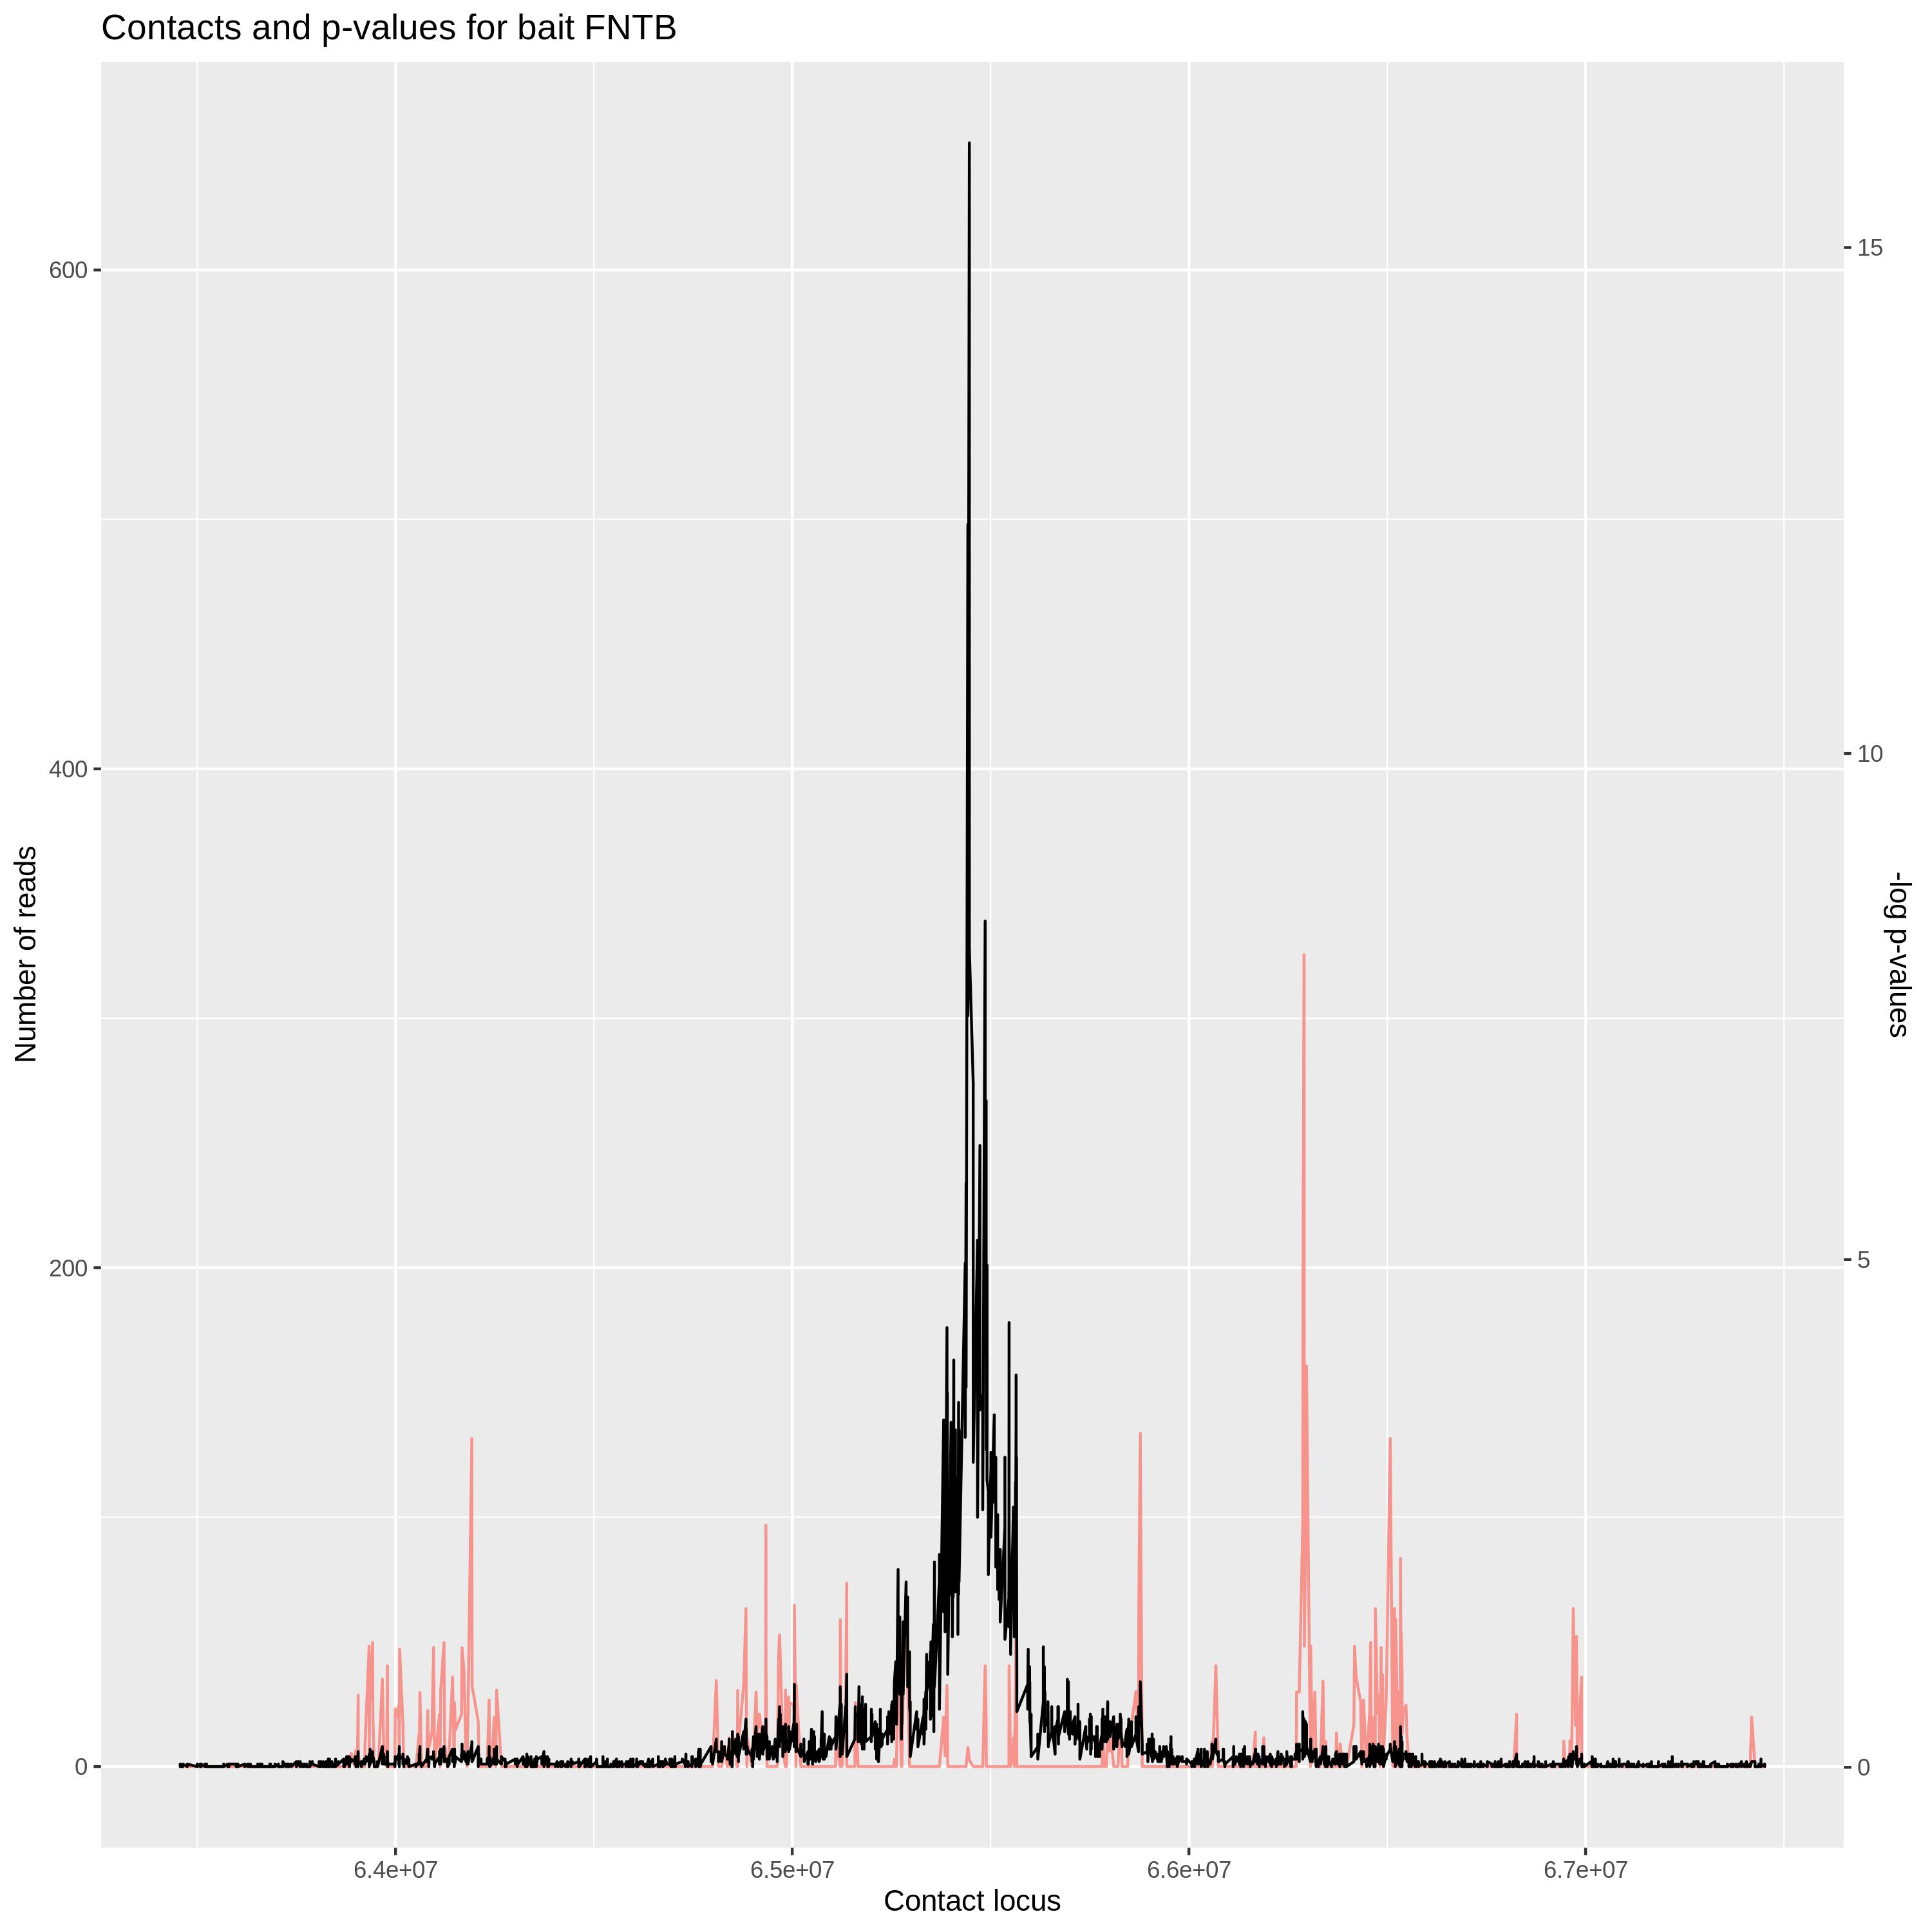 Contacts and p-values for bait FNTB
600
400
200
0
Number of reads
15
10
5
0
-log p-values
6.4e+07
6.5e+07
6.6e+07
6.7e+07
Contact locus